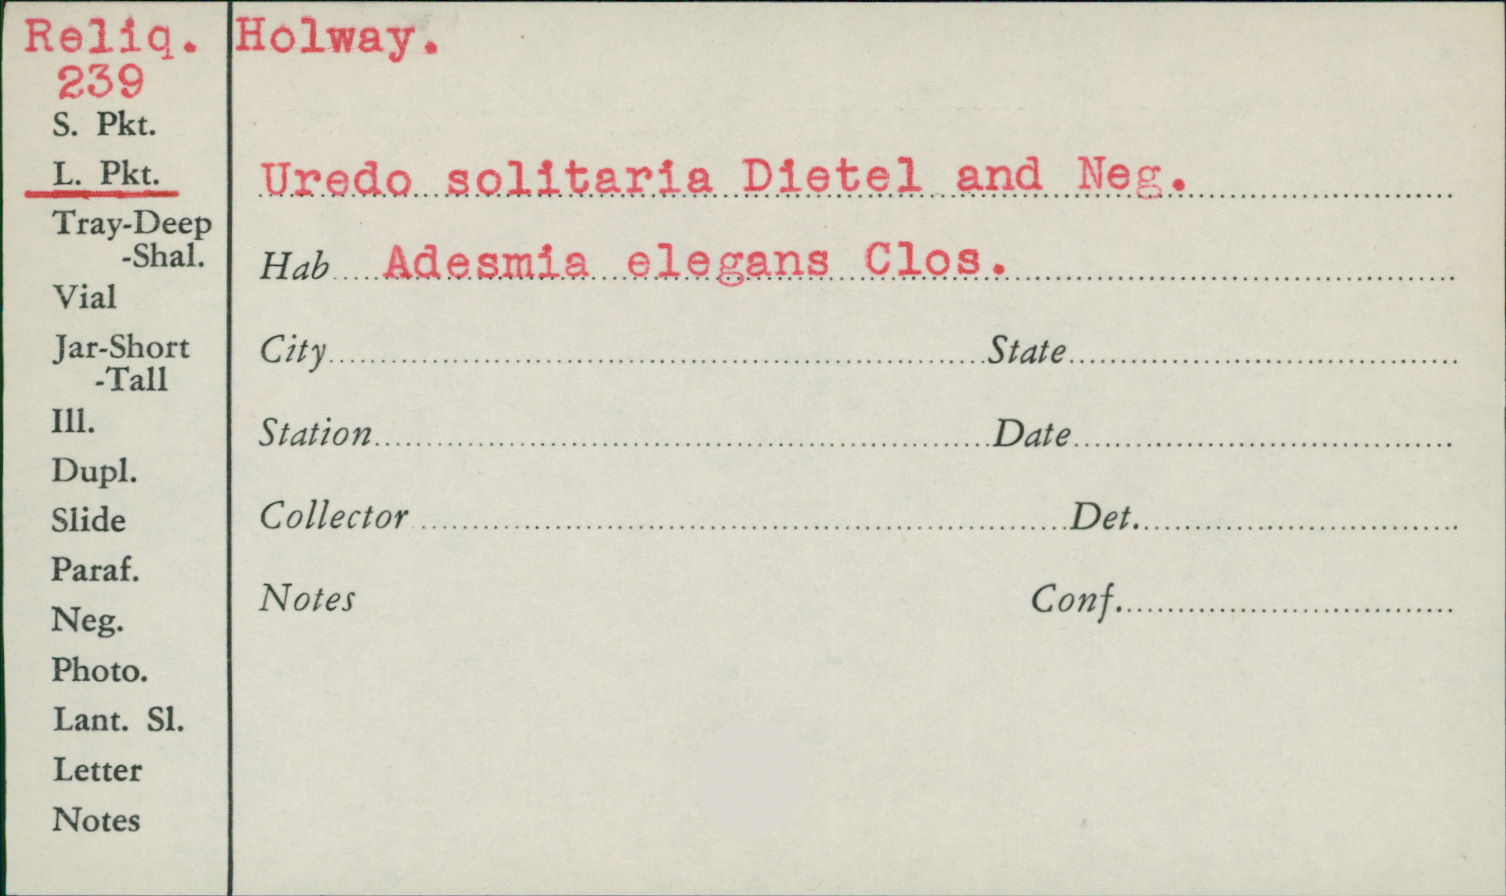 Reliq. Holway.
239
S. Pkt.
L. Pkt.
Uredo solitaria Dietel and Neg.
Tray-Deep
-Shal.
Hab Adesmia elegans Clos.
Vial
Jar-Short
-Tall
City State
Ill.
Station Date
Dupl.
Slide
Collector Det.
Paraf.
Notes Conf.
Neg.
Photo.
Lant. Sl.
Letter
Notes